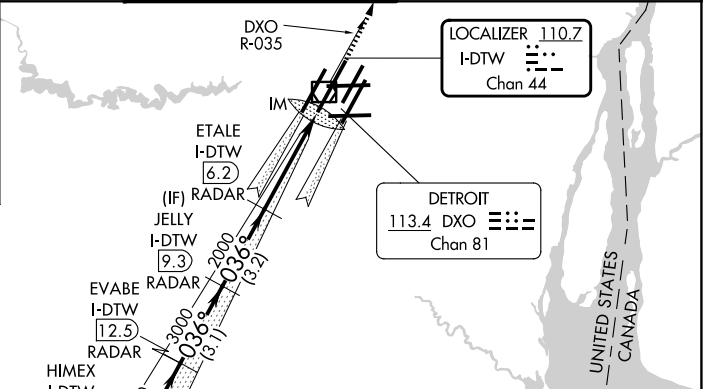 DXO
R-035
LOCALIZER 110.7
I-DTW
Chan 44
IM
ETALE
I-DTW
6.2
RADAR
(IF)
JELLY
I-DTW
9.3
RADAR
DETROIT
113.4 DXO
Chan 81
2000
036°
(3.2)
EVABE
I-DTW
12.5
RADAR
3000
036°
(3.1)
HIMEX
I-DTW
UNITED STATES
CANADA